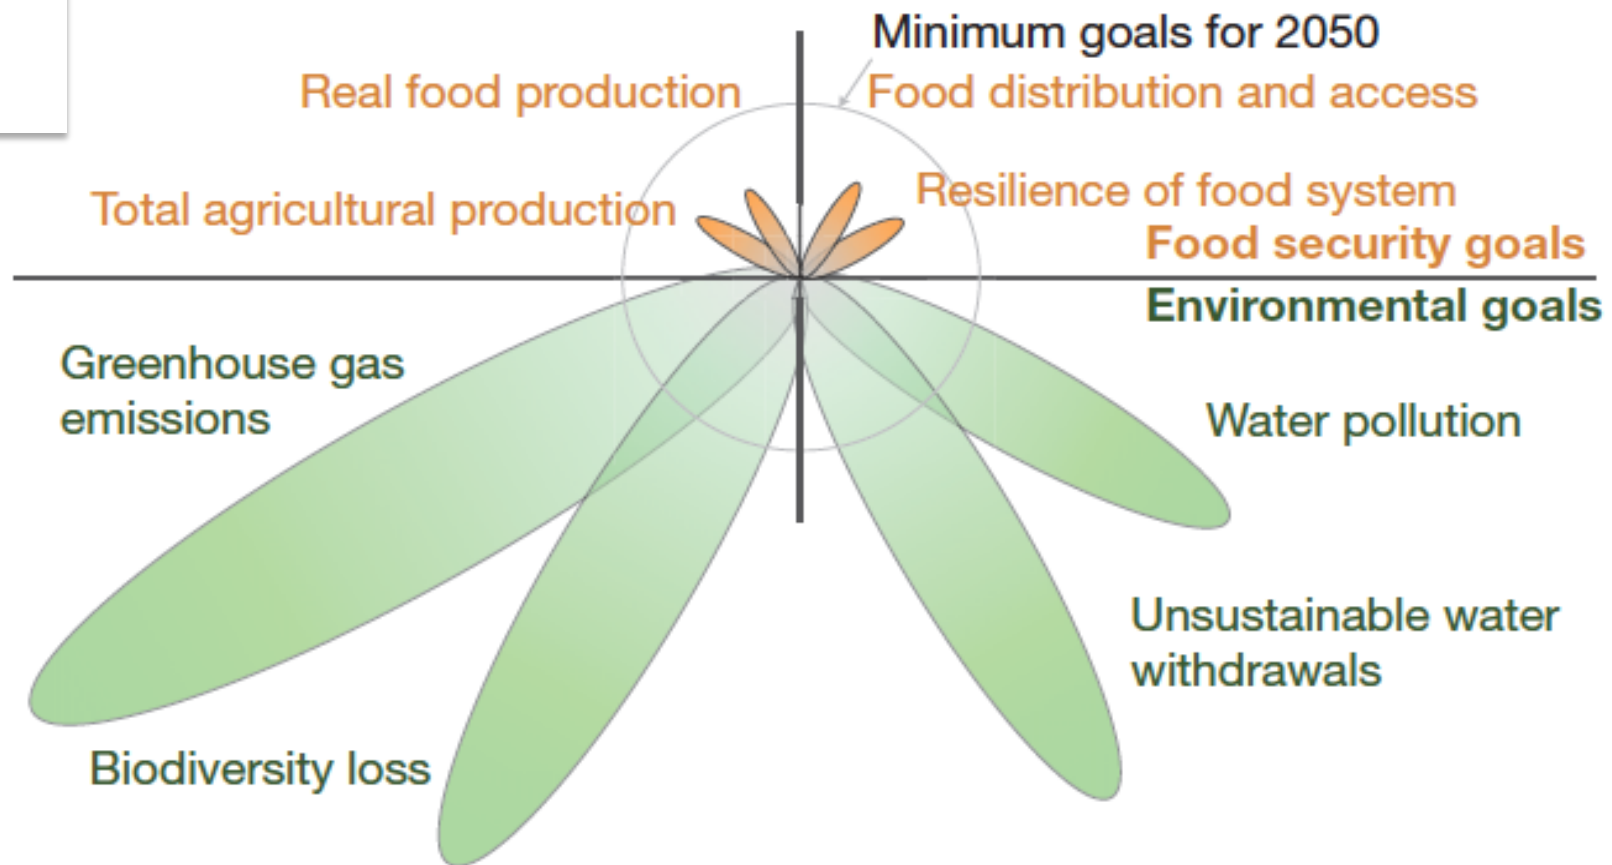 Minimum goals for 2050
Real food production
Food distribution and access
Total agricultural production
Resilience of food system
Food security goals
Environmental goals
Greenhouse gas
emissions
Water pollution
Unsustainable water
withdrawals
Biodiversity loss